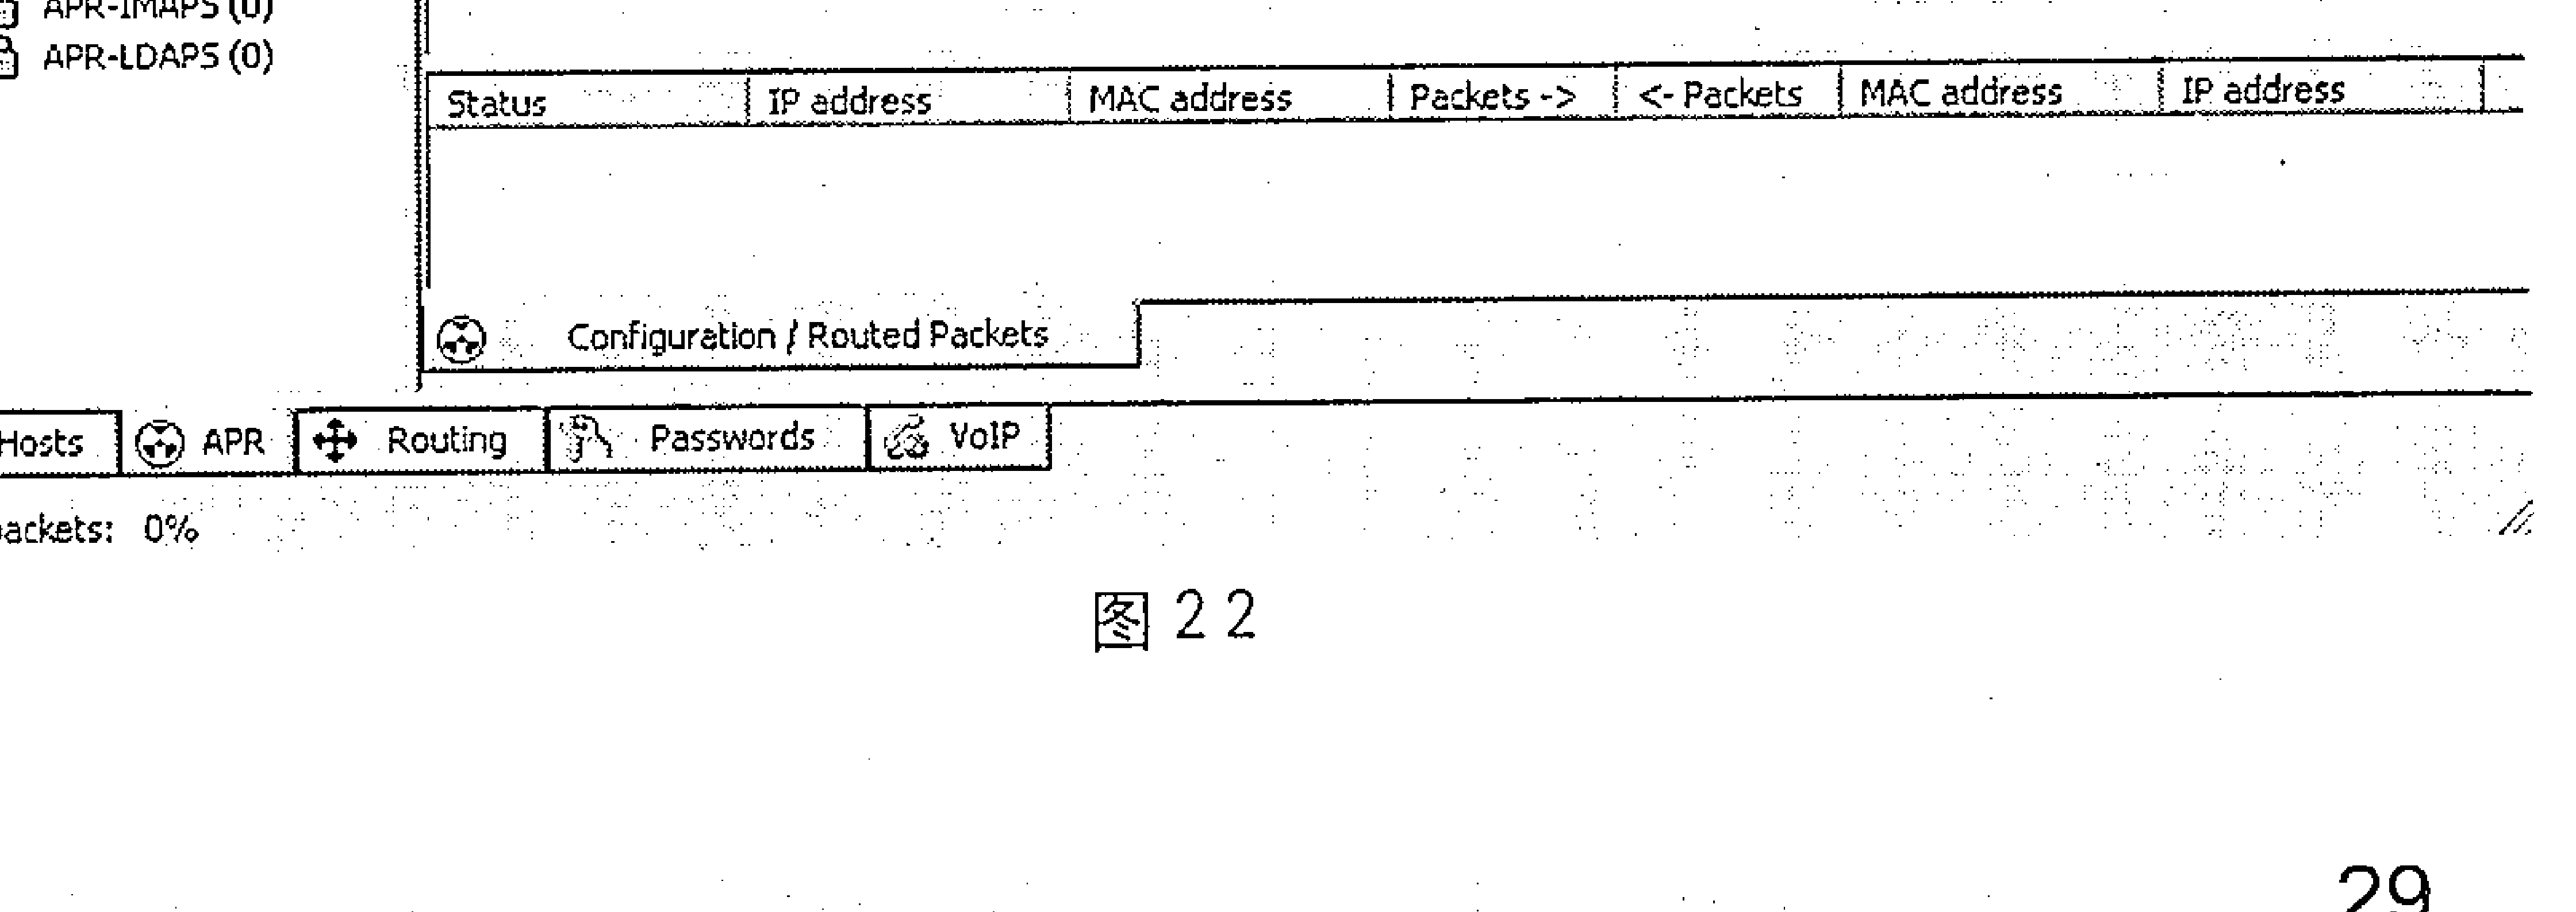 APR-IMAPS (0)
APR-LDAPS (0)
Status IP address MAC address Packets -> <- Packets MAC address IP address
Configuration / Routed Packets
Hosts APR Routing Passwords VoIP
packets: 0%
图 2 2
29